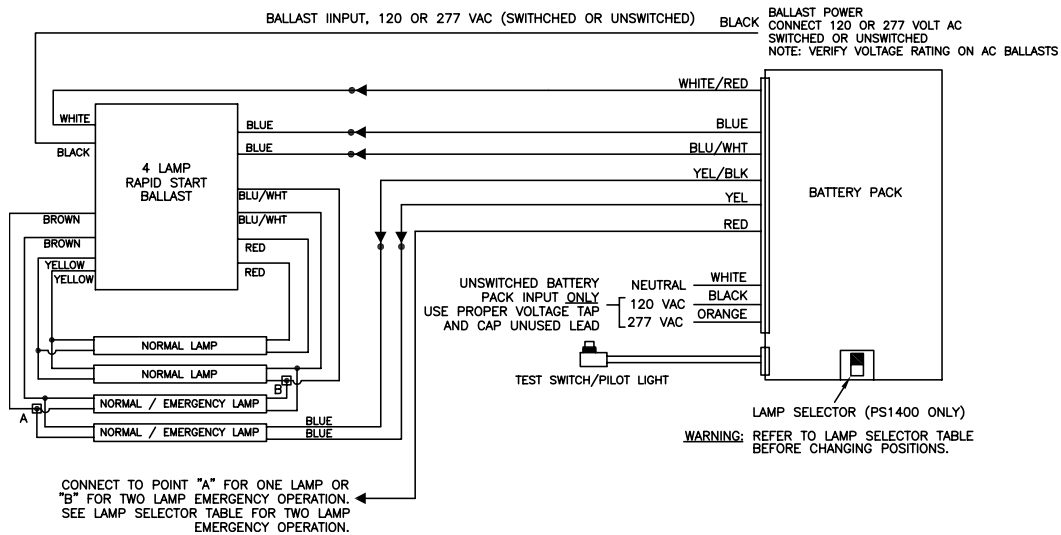 BALLAST IINPUT, 120 OR 277 VAC (SWITHCHED OR UNSWITCHED)
BLACK
BALLAST POWER
CONNECT 120 OR 277 VOLT AC
SWITCHED OR UNSWITCHED
NOTE: VERIFY VOLTAGE RATING ON AC BALLASTS
WHITE/RED
WHITE
BLUE
BLUE
BLACK
BLUE
BLU/WHT
4 LAMP
RAPID START
BALLAST
YEL/BLK
BATTERY PACK
BLU/WHT
YEL
BROWN
BLU/WHT
RED
BROWN
RED
YELLOW
RED
YELLOW
UNSWITCHED BATTERY
PACK INPUT ONLY
USE PROPER VOLTAGE TAP
AND CAP UNUSED LEAD
NEUTRAL
WHITE
120 VAC
BLACK
277 VAC
ORANGE
NORMAL LAMP
NORMAL LAMP
TEST SWITCH/PILOT LIGHT
B
NORMAL / EMERGENCY LAMP
A
NORMAL / EMERGENCY LAMP
BLUE
BLUE
LAMP SELECTOR (PS1400 ONLY)
WARNING: REFER TO LAMP SELECTOR TABLE
BEFORE CHANGING POSITIONS.
CONNECT TO POINT "A" FOR ONE LAMP OR
"B" FOR TWO LAMP EMERGENCY OPERATION.
SEE LAMP SELECTOR TABLE FOR TWO LAMP
EMERGENCY OPERATION.